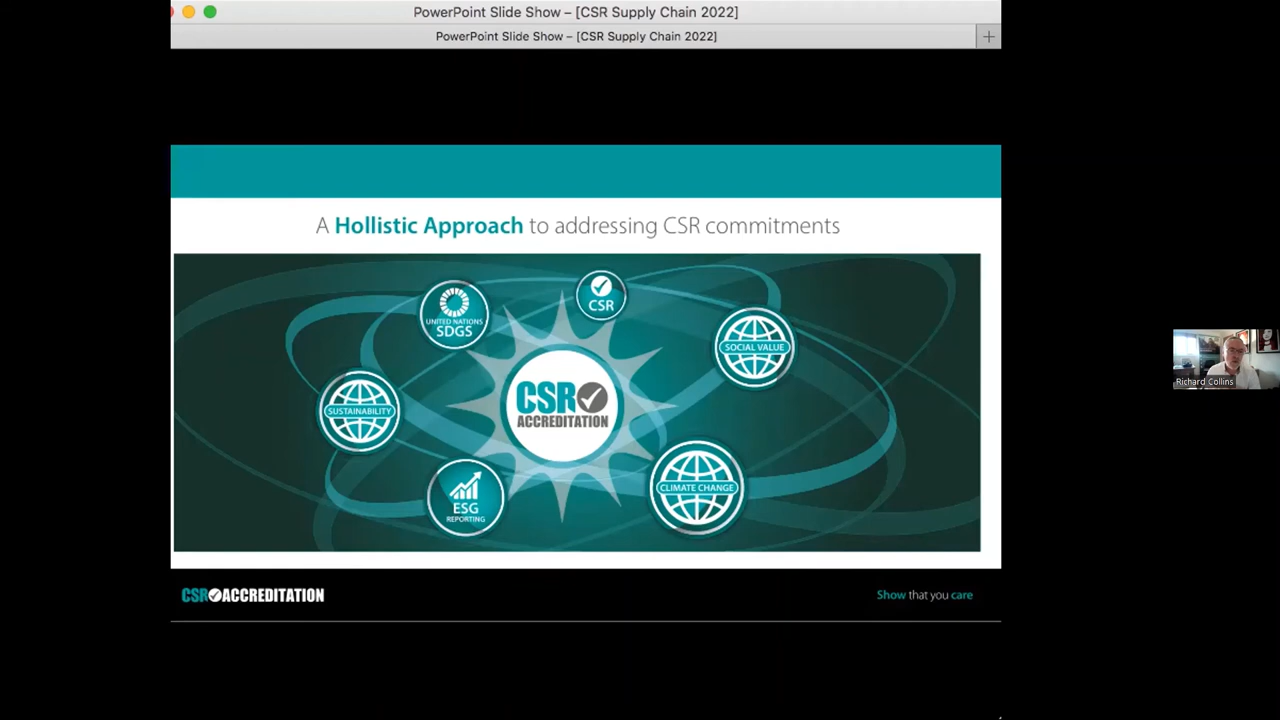 PowerPoint Slide Show – [CSR Supply Chain 2022]
PowerPoint Slide Show – [CSR Supply Chain 2022]
A Hollistic Approach to addressing CSR commitments
CSR
UNITED NATIONS
SDGS
SOCIAL VALUE
CSR
ACCREDITATION
SUSTAINABILITY
CLIMATE CHANGE
ESG
REPORTING
Richard Collins
CSR ACCREDITATION
Show that you care